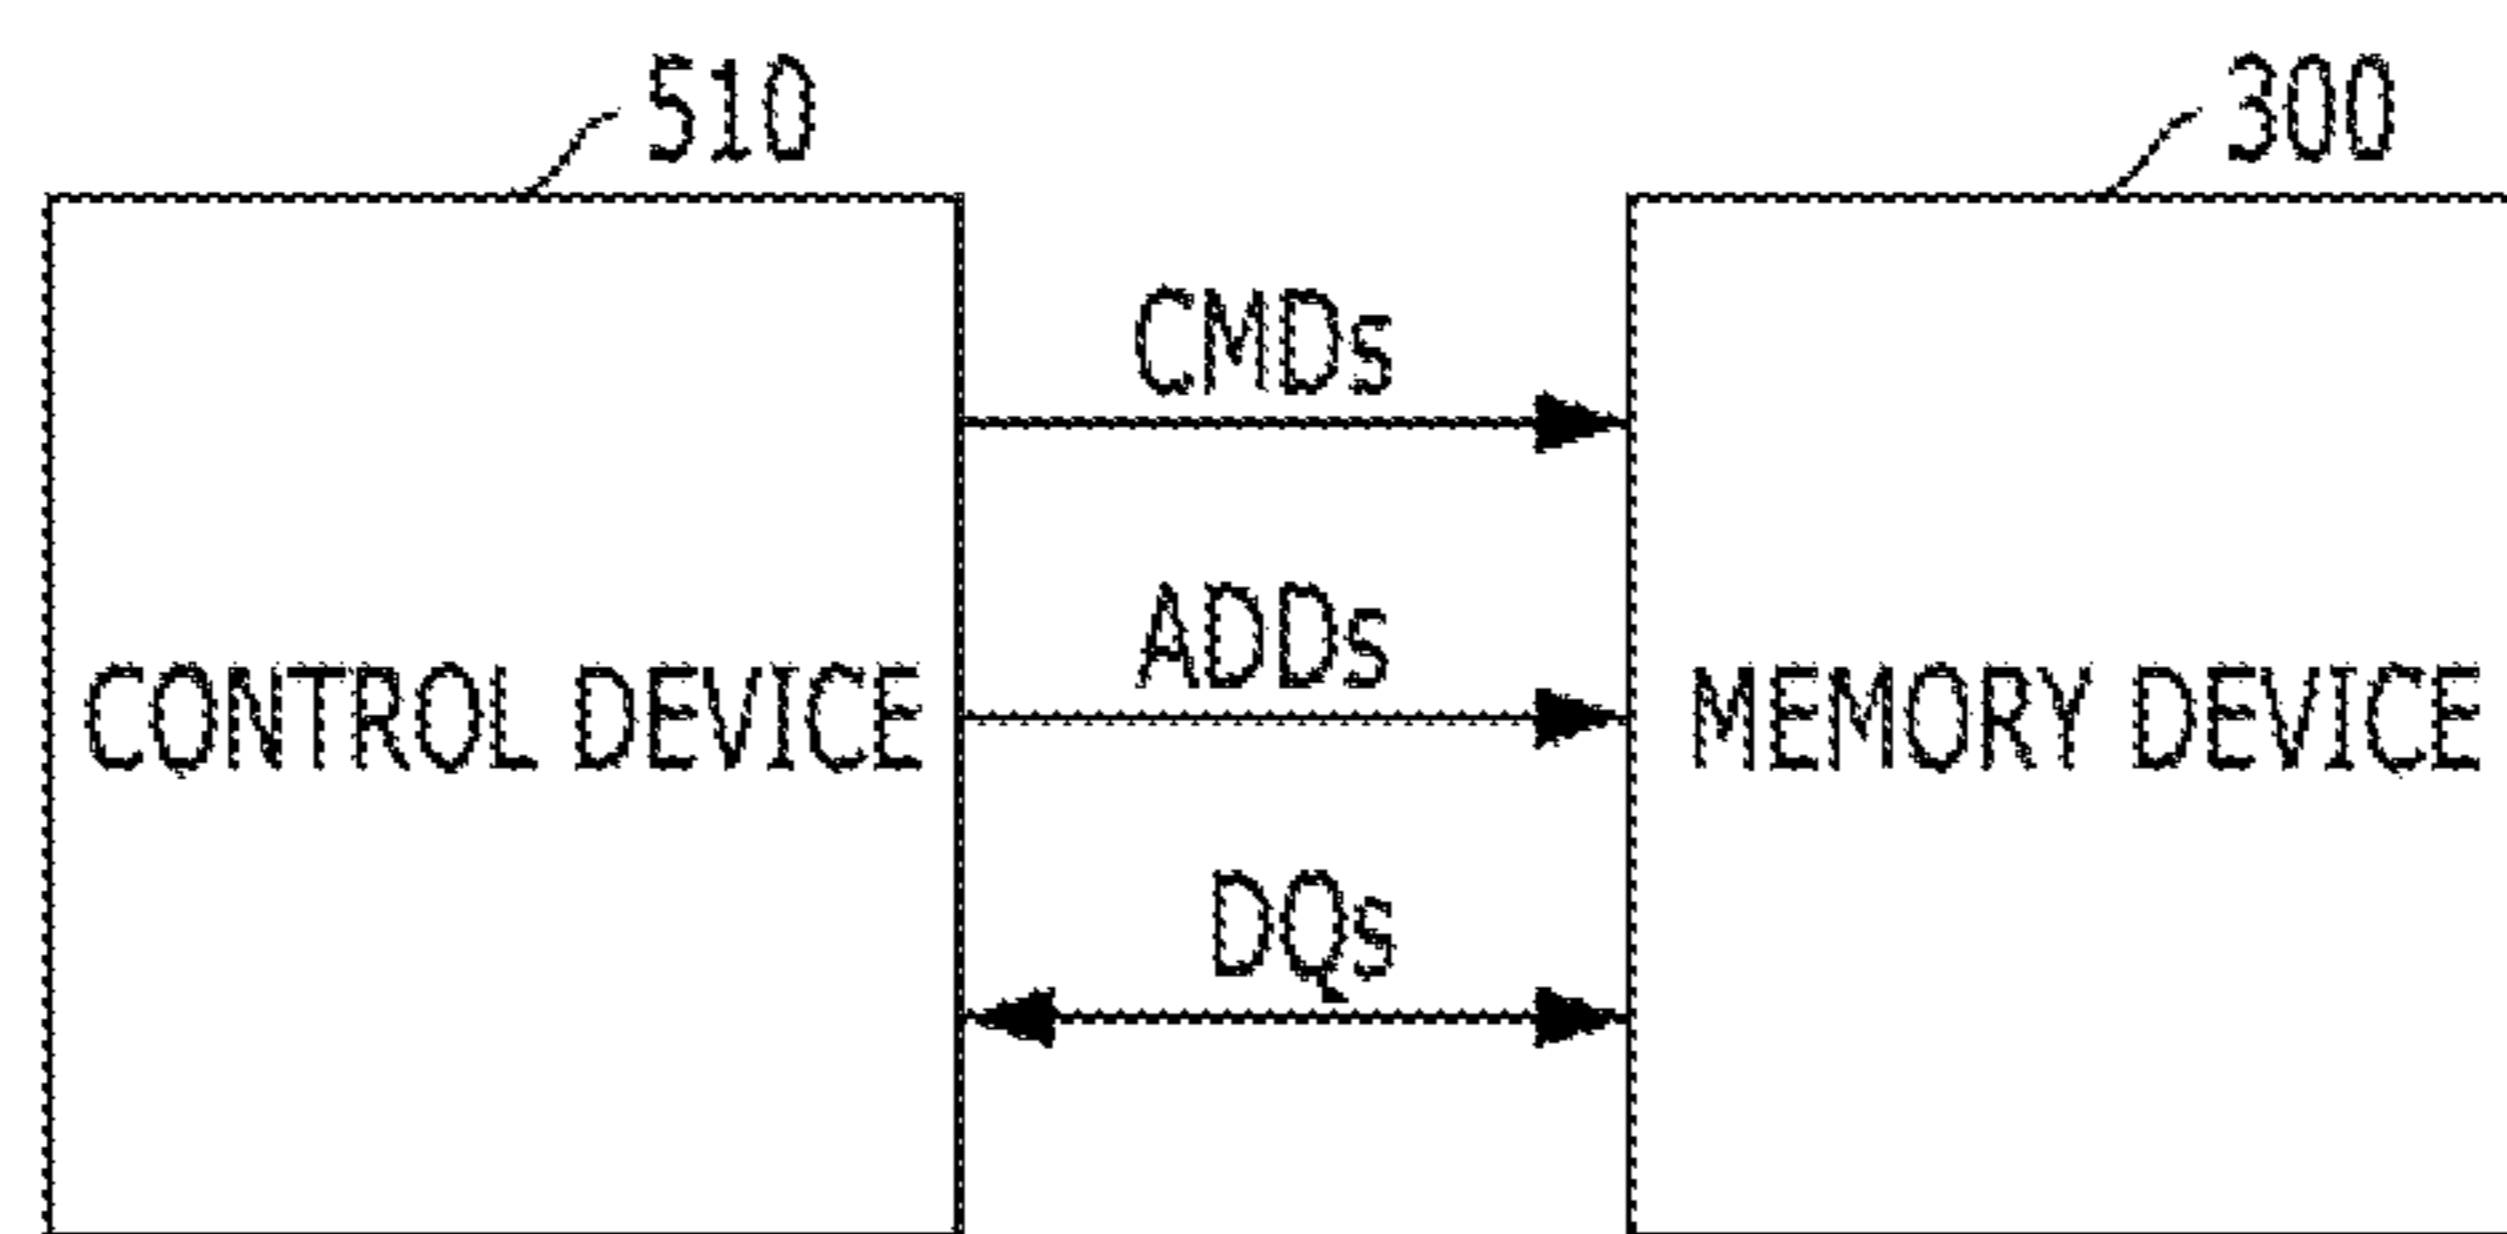 510
300
CMDs
ADDs
CONTROL DEVICE
MEMORY DEVICE
DQs